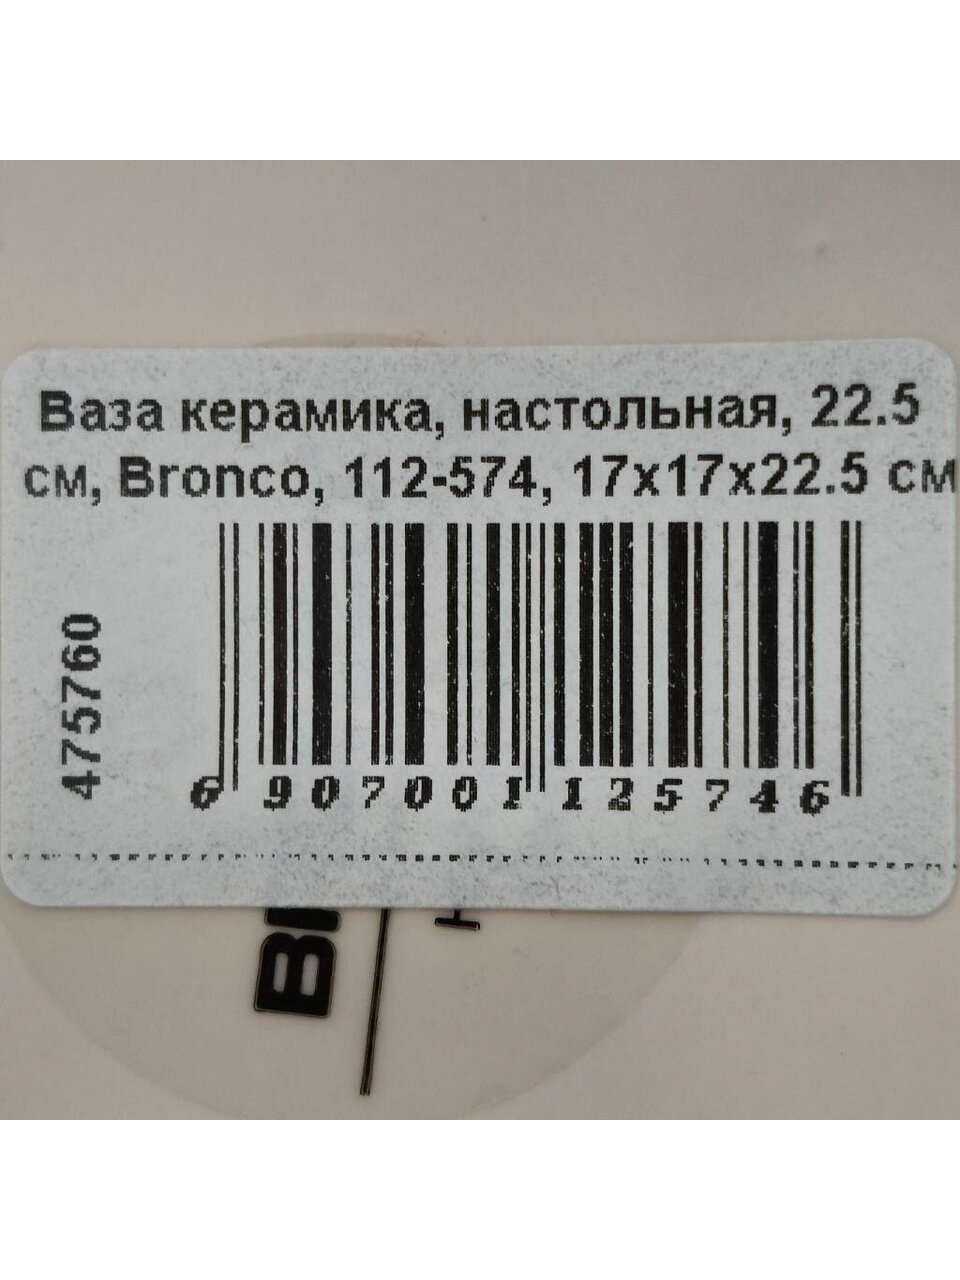 Ваза керамика, настольная, 22.5
см, Bronco, 112-574, 17x17x22.5 см
475760
6 907001 125746